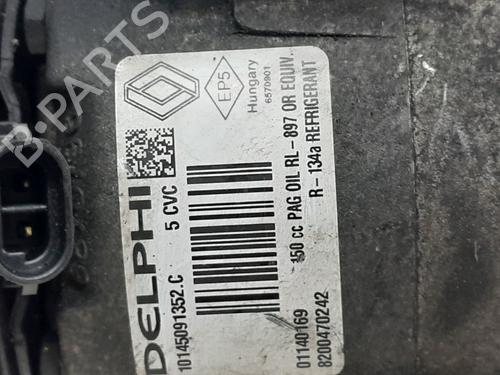 EP5
Hungary
6570901
DELPHI
5 CVC
10145091352.C
150 cc PAG OIL RL-897 OR EQUIV.
R-134a REFRIGERANT
01140169
8200470242
B-PARTS